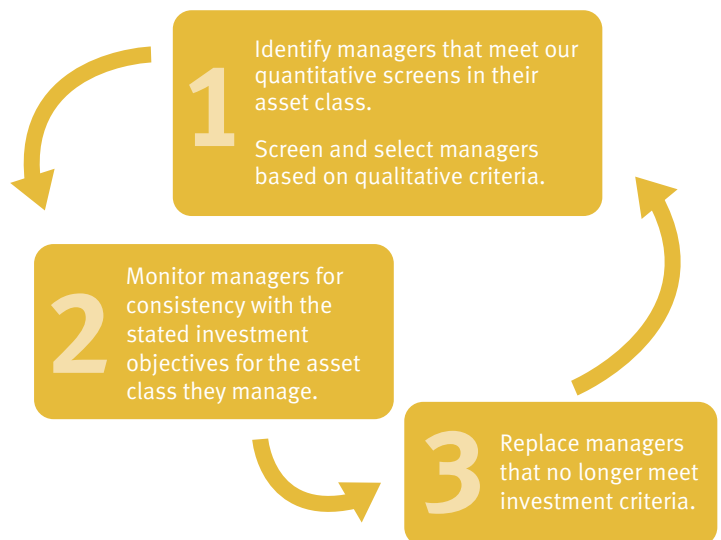 1
Identify managers that meet our
quantitative screens in their
asset class.
Screen and select managers
based on qualitative criteria.
2
Monitor managers for
consistency with the
stated investment
objectives for the asset
class they manage.
3
Replace managers
that no longer meet
investment criteria.